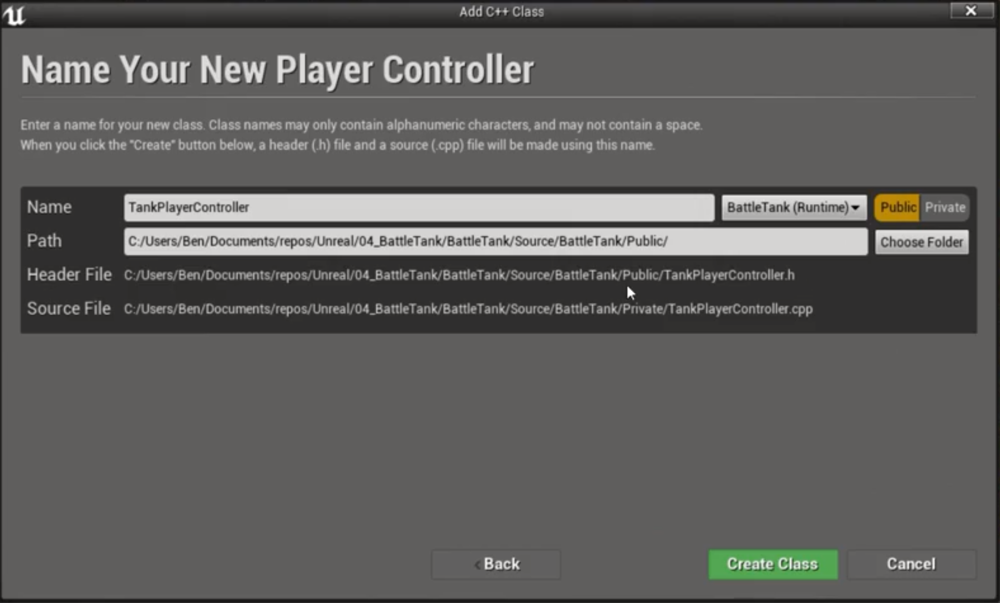 Add C++ Class
Name Your New Player Controller
Enter a name for your new class. Class names may only contain alphanumeric characters, and may not contain a space.
When you click the "Create" button below, a header (.h) file and a source (.cpp) file will be made using this name.
Name TankPlayerController BattleTank (Runtime) Public Private
Path C:/Users/Ben/Documents/repos/Unreal/04_BattleTank/BattleTank/Source/BattleTank/Public/ Choose Folder
Header File C:/Users/Ben/Documents/repos/Unreal/04_BattleTank/BattleTank/Source/BattleTank/Public/TankPlayerController.h
Source File C:/Users/Ben/Documents/repos/Unreal/04_BattleTank/BattleTank/Source/BattleTank/Private/TankPlayerController.cpp
Back Create Class Cancel